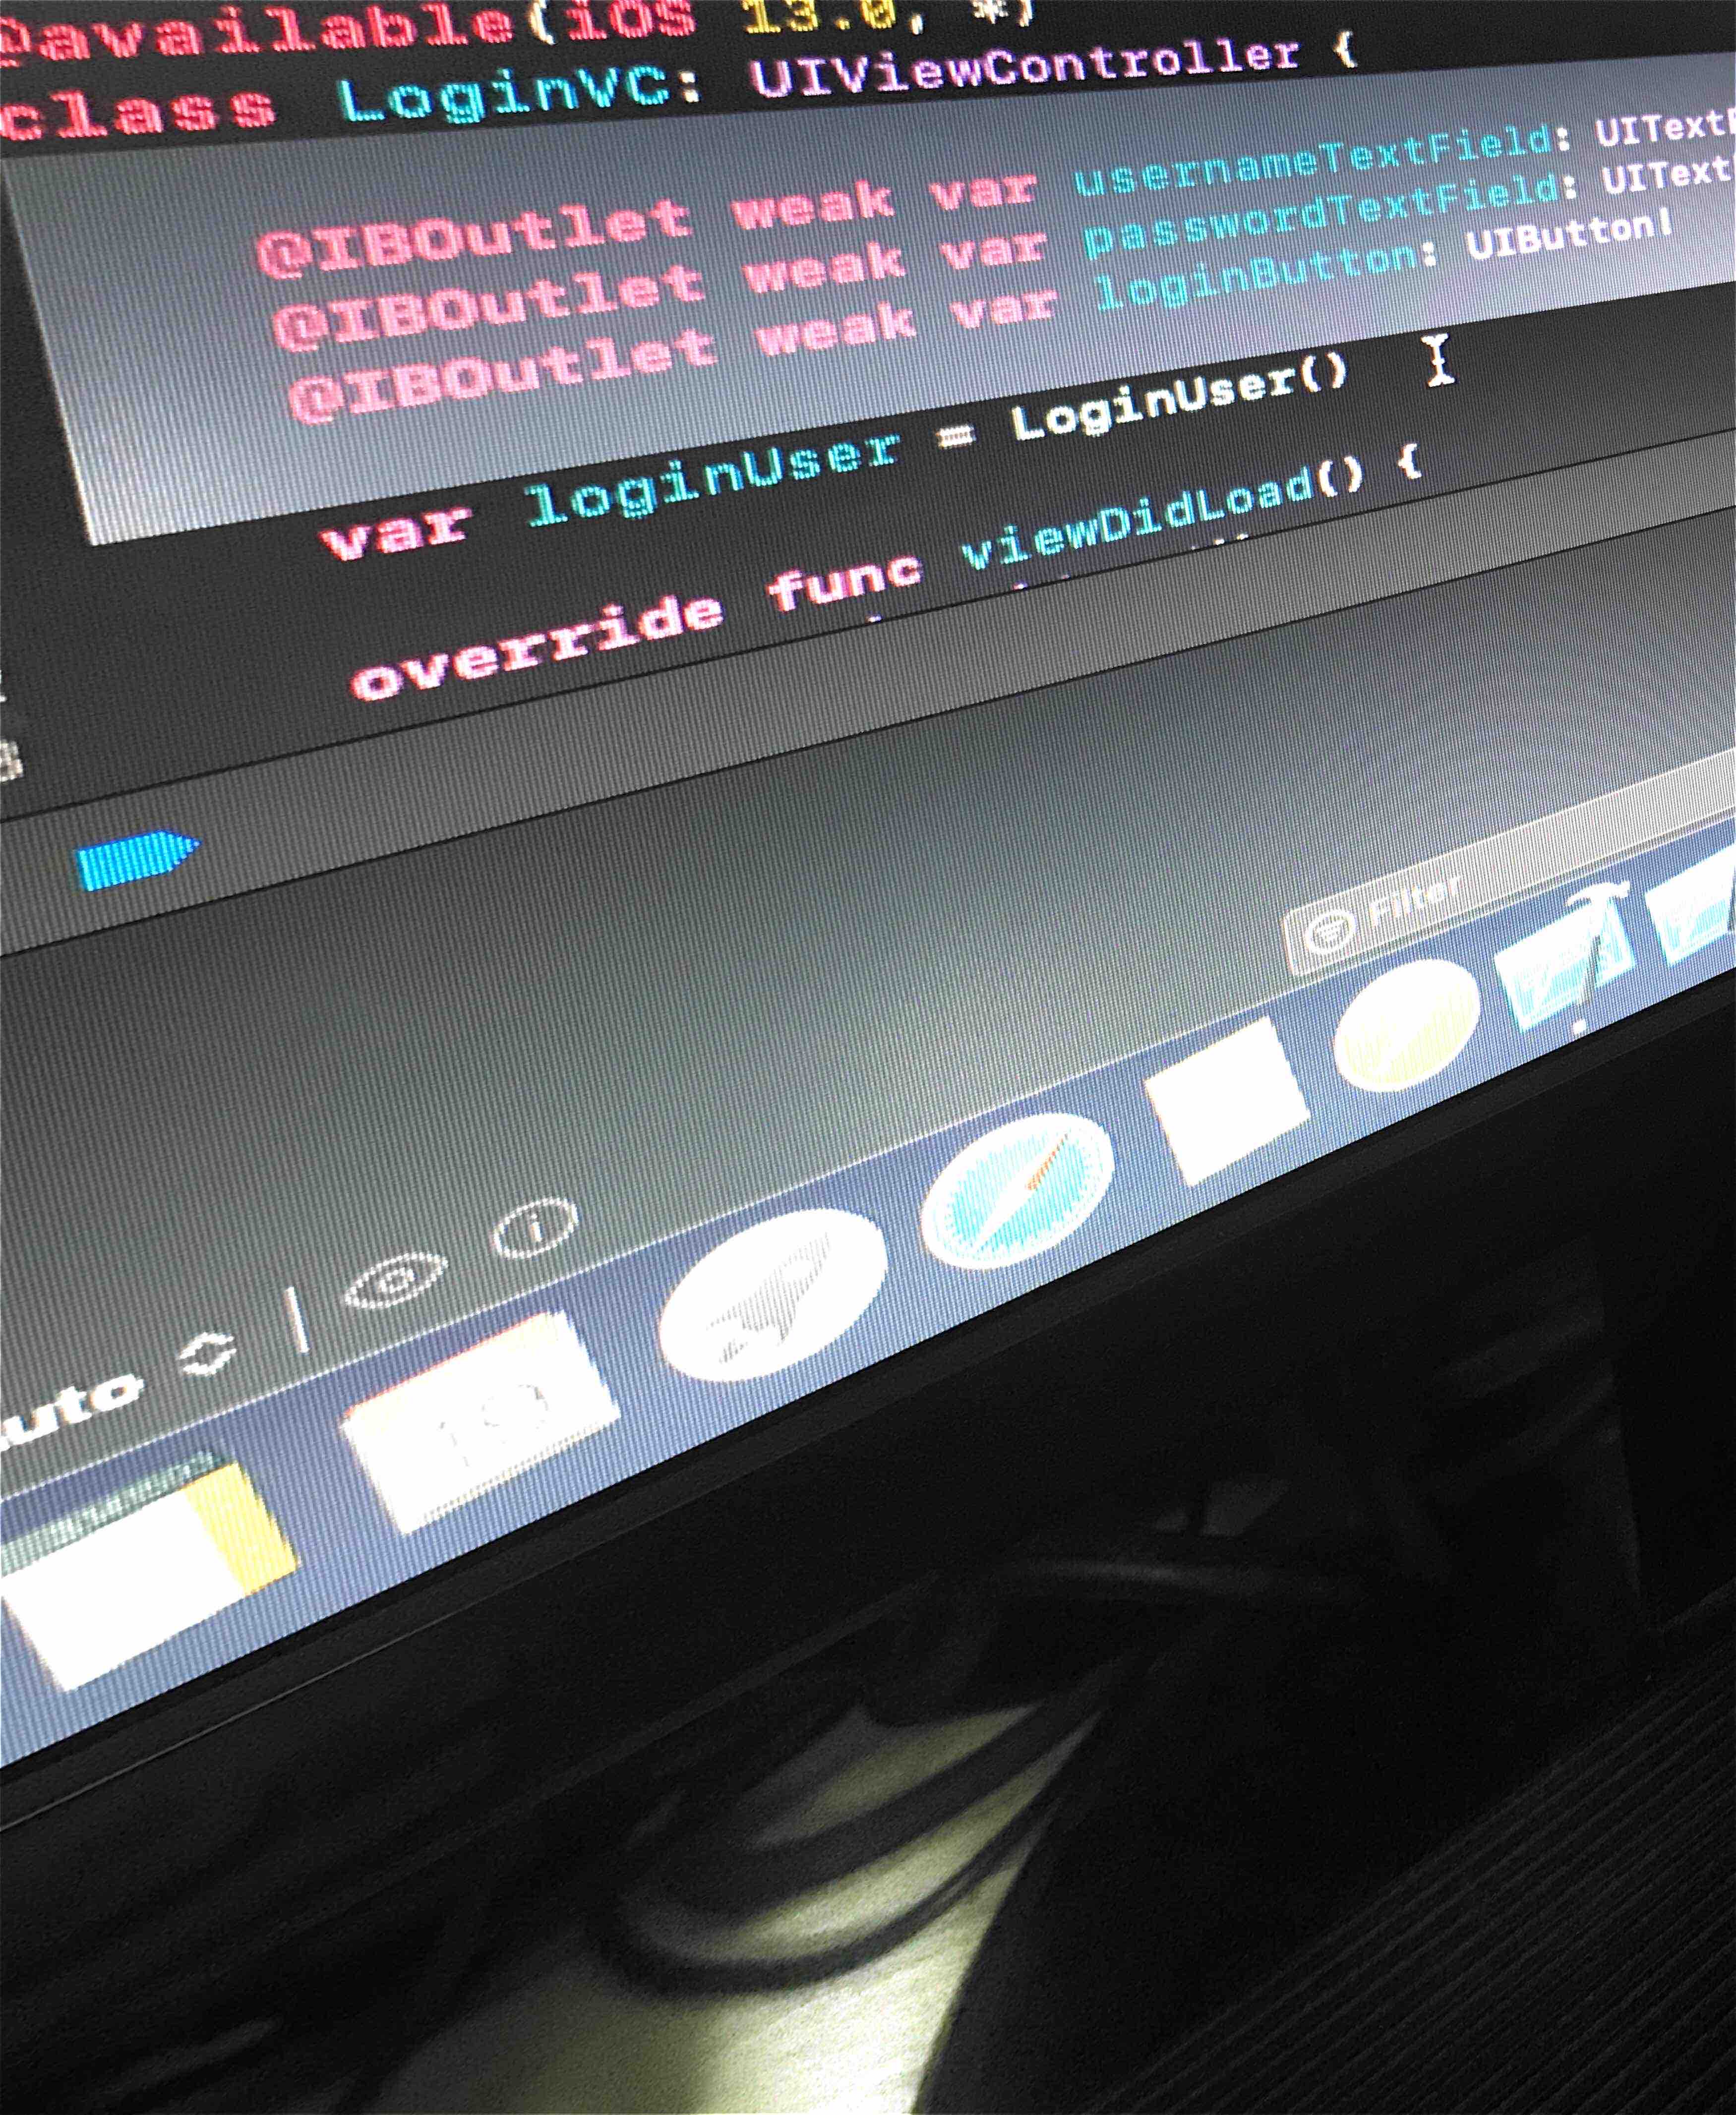 @available(iOS 13.0, *)
class LoginVC: UIViewController {
@IBOutlet weak var usernameTextField: UITextF
@IBOutlet weak var passwordTextField: UIText
@IBOutlet weak var loginButton: UIButton!
var loginUser = LoginUser()
override func viewDidLoad() {
Filter
uto